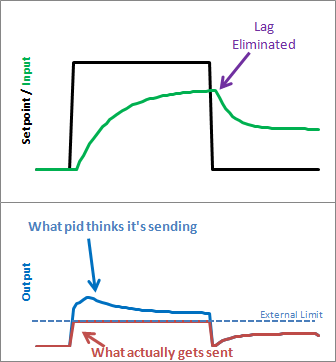 Lag
Eliminated
Setpoint / Input
What pid thinks it's sending
Output
External Limit
What actually gets sent